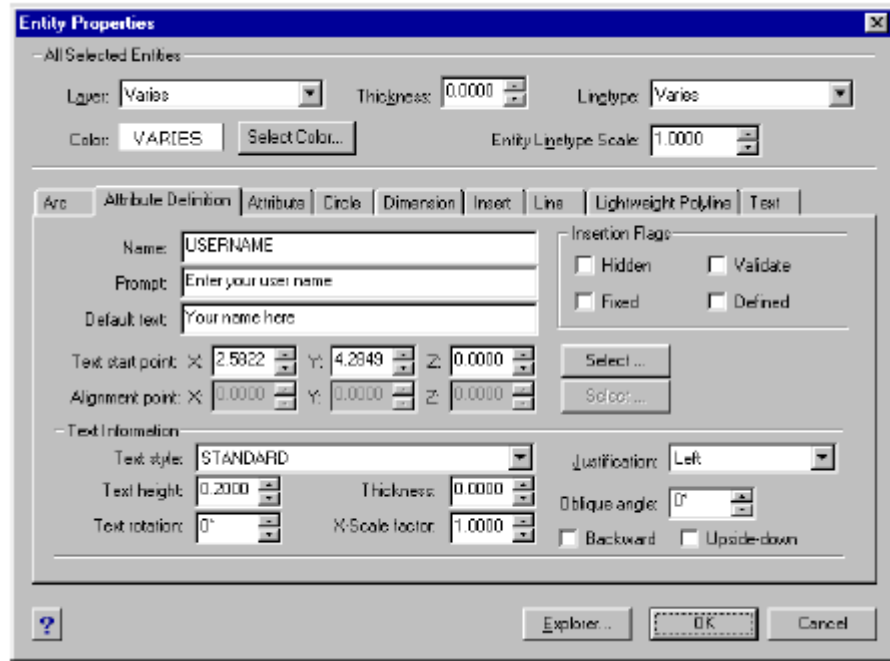 Entity Properties
All Selected Entities
Layer: Varies Thickness: 0.0000 Linetype: Varies
Color: VARIES Select Color... Entity Linetype Scale: 1.0000
Arc Attribute Definition Attribute Circle Dimension Insert Line Lightweight Polyline Text
Name: USERNAME Insertion Flags
Prompt: Enter your user name Hidden Validate
Default text: Your name here Fixed Defined
Text start point: X: 2.5822 Y: 4.2849 Z: 0.0000 Select ...
Alignment point: X: 0.0000 Y: 0.0000 Z: 0.0000 Select ...
Text Information
Text style: STANDARD Justification: Left
Text height: 0.2000 Thickness: 0.0000 Oblique angle: 0°
Text rotation: 0° X-Scale factor: 1.0000 Backward Upside-down
? Explorer... OK Cancel